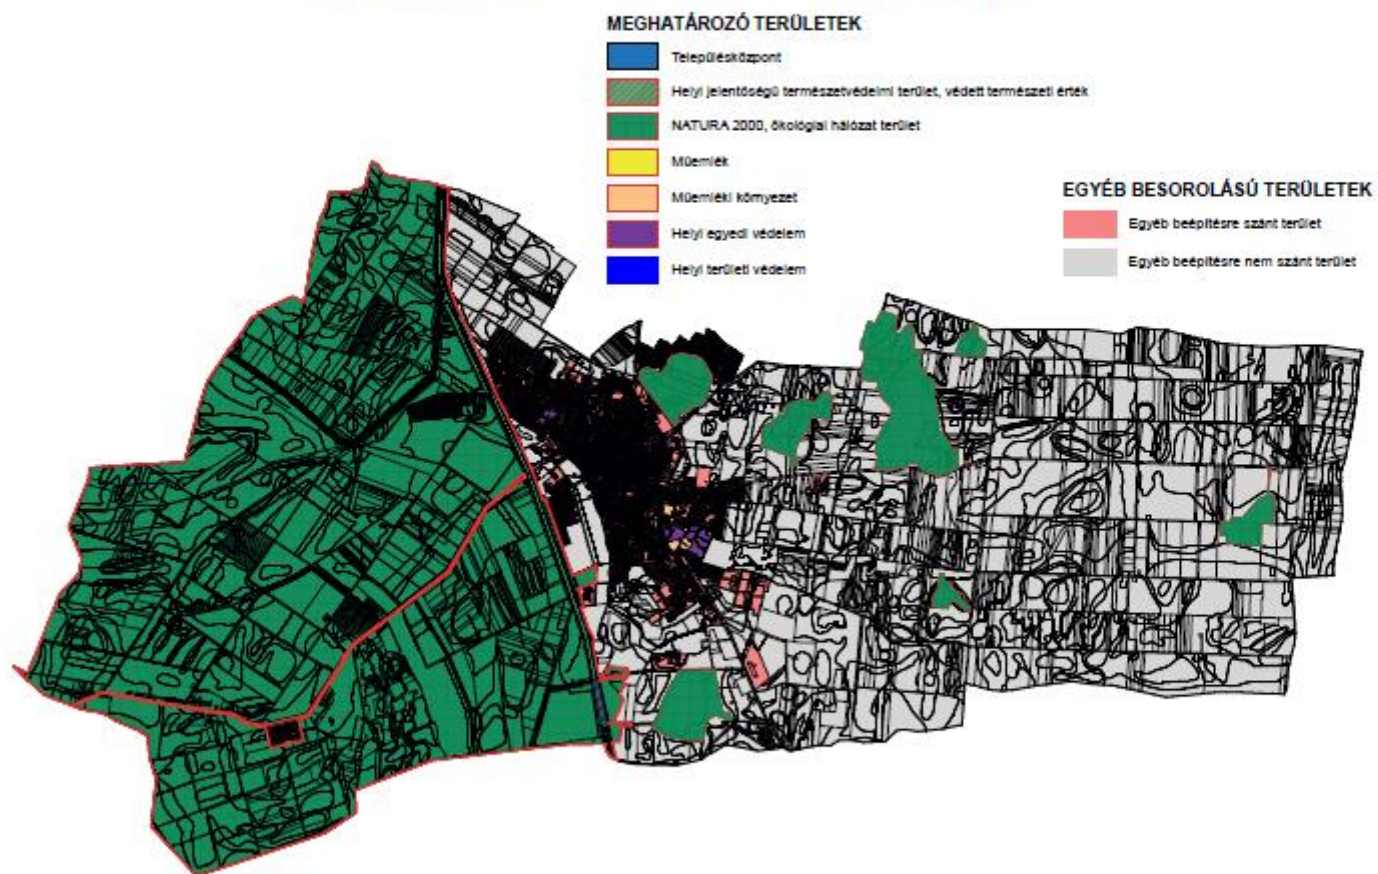 MEGHATÁROZÓ TERÜLETEK
Településközpont
Helyi jelentőségű természetvédelmi terület, védett természeti érték
NATURA 2000, ökológiai hálózat terület
Műemlék
Műemléki környezet
Helyi egyedi védelem
Helyi területi védelem
EGYÉB BESOROLÁSÚ TERÜLETEK
Egyéb beépítésre szánt terület
Egyéb beépítésre nem szánt terület